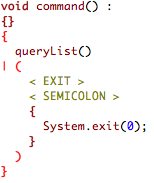 void command() :
{}
{
  queryList()
| (
    < EXIT >
    < SEMICOLON >
    {
      System.exit(0);
    }
  )
}